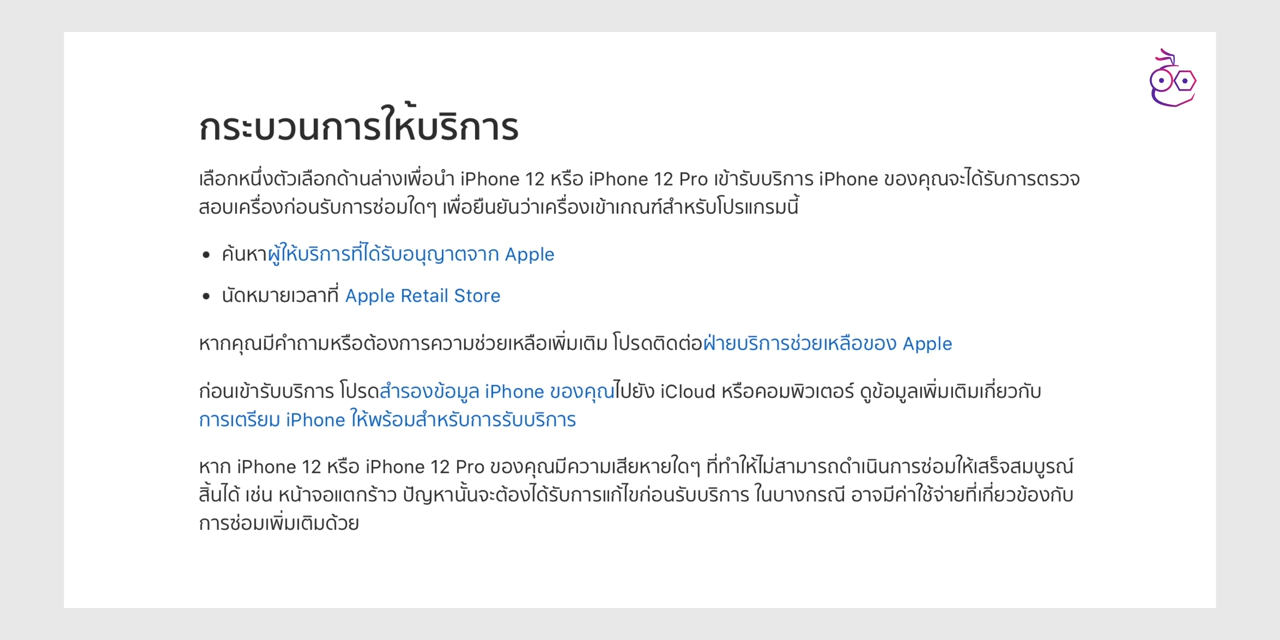 กระบวนการให้บริการ
เลือกหนึ่งตัวเลือกด้านล่างเพื่อนำ iPhone 12 หรือ iPhone 12 Pro เข้ารับบริการ iPhone ของคุณจะได้รับการตรวจ
สอบเครื่องก่อนรับการซ่อมใดๆ เพื่อยืนยันว่าเครื่องเข้าเกณฑ์สำหรับโปรแกรมนี้
• ค้นหาผู้ให้บริการที่ได้รับอนุญาตจาก Apple
• นัดหมายเวลาที่ Apple Retail Store
หากคุณมีคำถามหรือต้องการความช่วยเหลือเพิ่มเติม โปรดติดต่อฝ่ายบริการช่วยเหลือของ Apple
ก่อนเข้ารับบริการ โปรดสำรองข้อมูล iPhone ของคุณไปยัง iCloud หรือคอมพิวเตอร์ ดูข้อมูลเพิ่มเติมเกี่ยวกับ
การเตรียม iPhone ให้พร้อมสำหรับการรับบริการ
หาก iPhone 12 หรือ iPhone 12 Pro ของคุณมีความเสียหายใดๆ ที่ทำให้ไม่สามารถดำเนินการซ่อมให้เสร็จสมบูรณ์
สิ้นได้ เช่น หน้าจอแตกร้าว ปัญหานั้นจะต้องได้รับการแก้ไขก่อนรับบริการ ในบางกรณี อาจมีค่าใช้จ่ายที่เกี่ยวข้องกับ
การซ่อมเพิ่มเติมด้วย